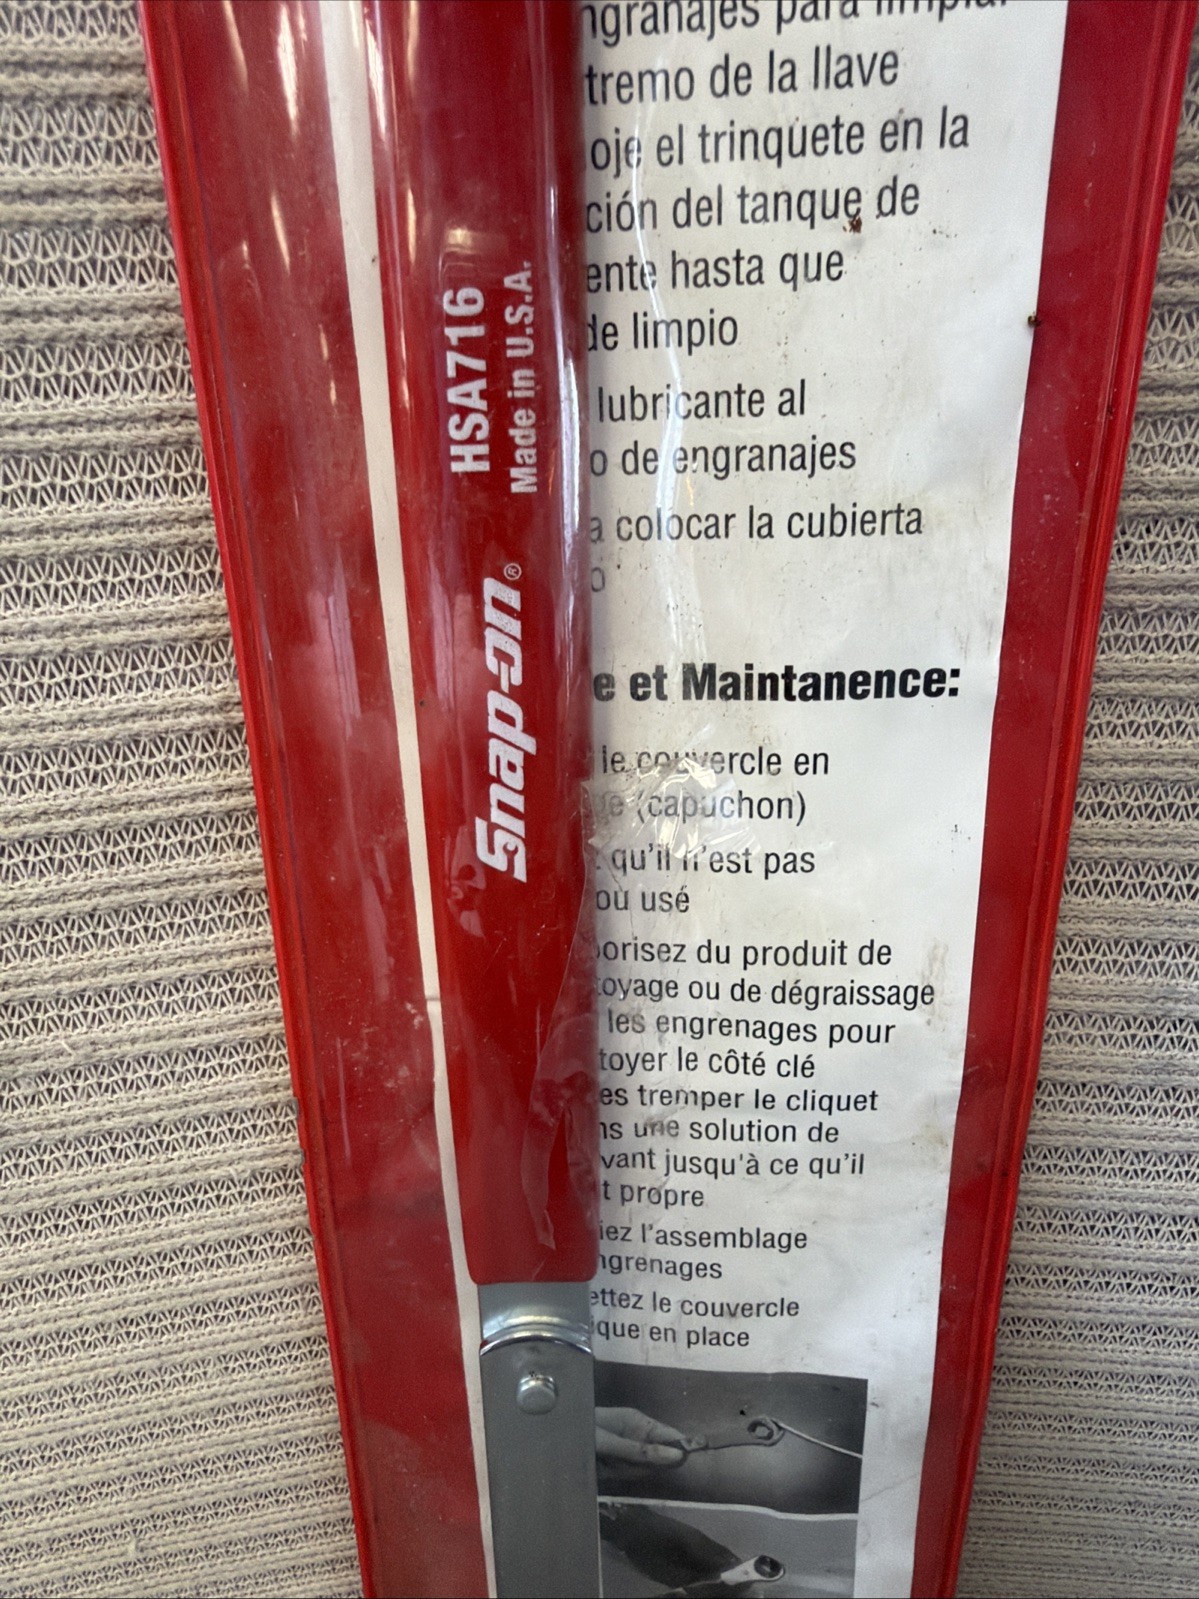 HSA716
Made in U.S.A.
Snap-on®
para
tremo de la llave
oje el trinquete en la
ción del tanque de
ente hasta que
de limpio
lubricante al
o de engranajes
a colocar la cubierta
o
e et Maintanence:
le couvercle en
(capuchon)
qu'il n'est pas
ou usé
orisez du produit de
oyage ou de dégraissage
les engrenages pour
toyer le côté clé
es tremper le cliquet
ns une solution de
vant jusqu'à ce qu'il
t propre
iez l'assemblage
ngrenages
ettez le couvercle
que en place